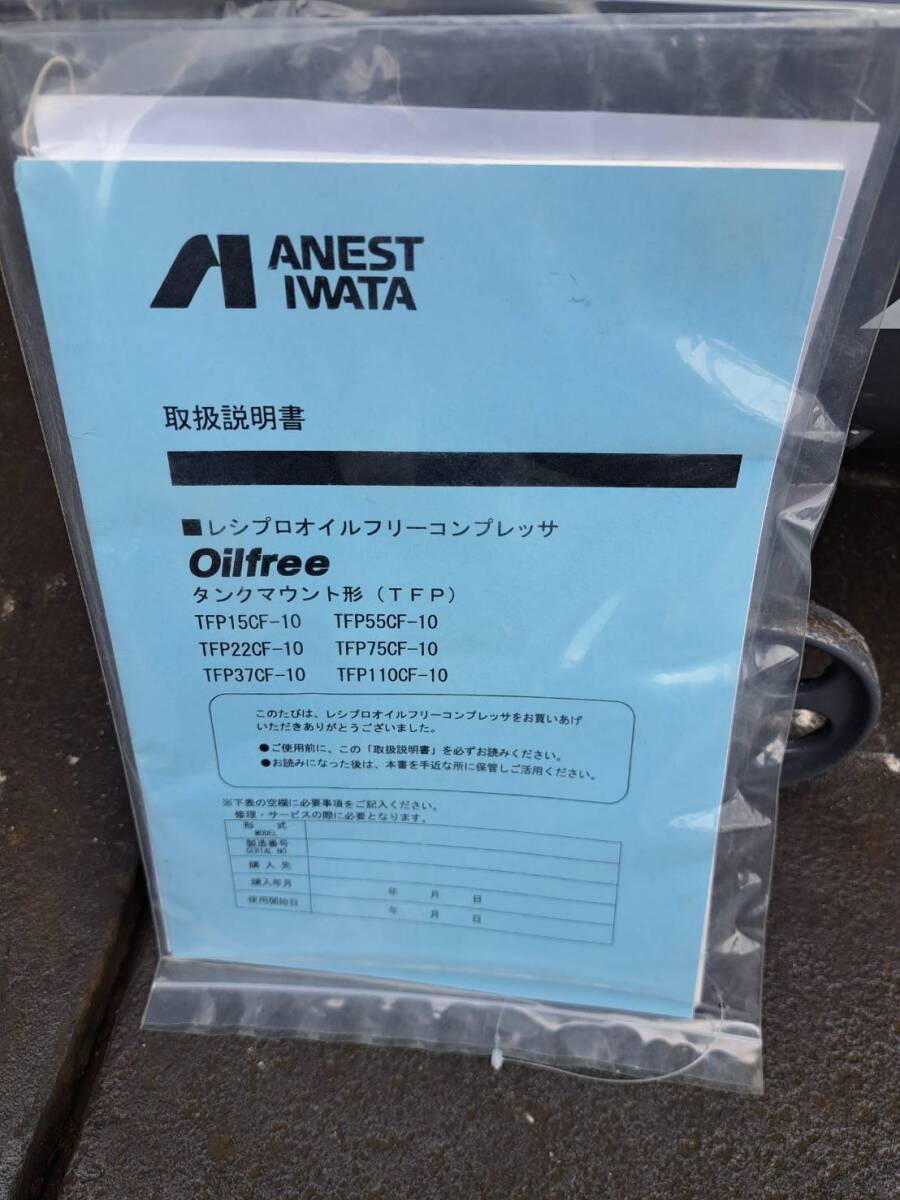 ANEST
IWATA
取扱説明書
■レシプロオイルフリーコンプレッサ
Oilfree
タンクマウント形（TFP）
TFP15CF-10 TFP55CF-10
TFP22CF-10 TFP75CF-10
TFP37CF-10 TFP110CF-10
このたびは、レシプロオイルフリーコンプレッサをお買いあげ
いただきありがとうございました。
●ご使用前に、この「取扱説明書」を必ずお読みください。
●お読みになった後は、本書を手近な所に保管しご活用ください。
※下表の空欄に必要事項をご記入ください。
修理・サービスの際に必要となります。
形 式
MODEL
製造番号
SERIAL NO
購 入 先
購入年月 年 月 日
使用開始日 年 月 日